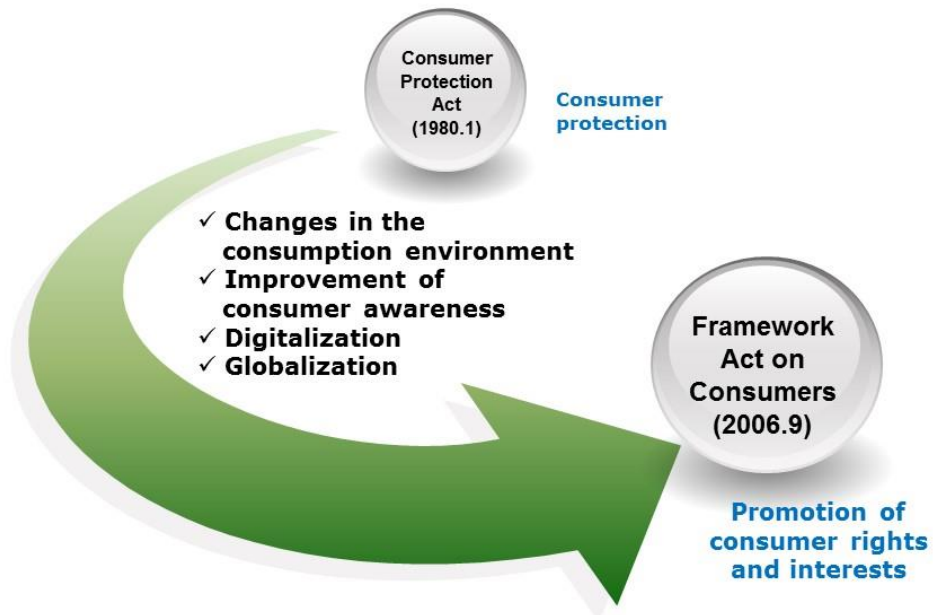 Consumer
Protection
Act
(1980.1)
Consumer
protection
✓ Changes in the
consumption environment
✓ Improvement of
consumer awareness
✓ Digitalization
✓ Globalization
Framework
Act on
Consumers
(2006.9)
Promotion of
consumer rights
and interests